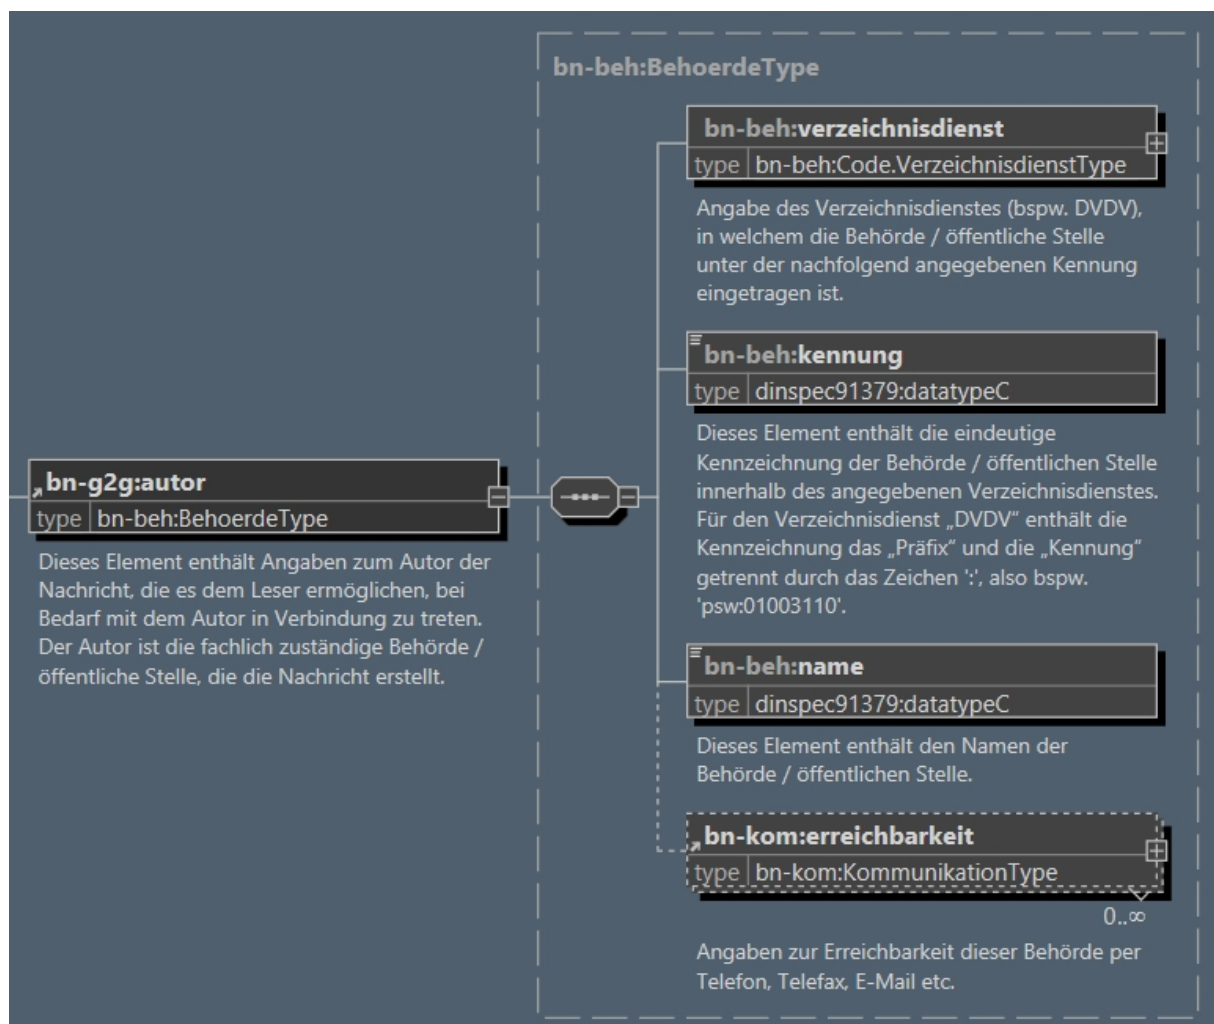 bn-beh:BehoerdeType
bn-beh:verzeichnisdienst
type bn-beh:Code.VerzeichnisdienstType
Angabe des Verzeichnisdienstes (bspw. DVDV),
in welchem die Behörde / öffentliche Stelle
unter der nachfolgend angegebenen Kennung
eingetragen ist.
bn-beh:kennung
type dinspec91379:datatypeC
Dieses Element enthält die eindeutige
Kennzeichnung der Behörde / öffentlichen Stelle
innerhalb des angegebenen Verzeichnisdienstes.
Für den Verzeichnisdienst „DVDV“ enthält die
Kennzeichnung das „Präfix“ und die „Kennung“
getrennt durch das Zeichen ':', also bspw.
'psw:01003110'.
bn-g2g:autor
type bn-beh:BehoerdeType
Dieses Element enthält Angaben zum Autor der
Nachricht, die es dem Leser ermöglichen, bei
Bedarf mit dem Autor in Verbindung zu treten.
Der Autor ist die fachlich zuständige Behörde /
öffentliche Stelle, die die Nachricht erstellt.
bn-beh:name
type dinspec91379:datatypeC
Dieses Element enthält den Namen der
Behörde / öffentlichen Stelle.
bn-kom:erreichbarkeit
type bn-kom:KommunikationType
0..∞
Angaben zur Erreichbarkeit dieser Behörde per
Telefon, Telefax, E-Mail etc.